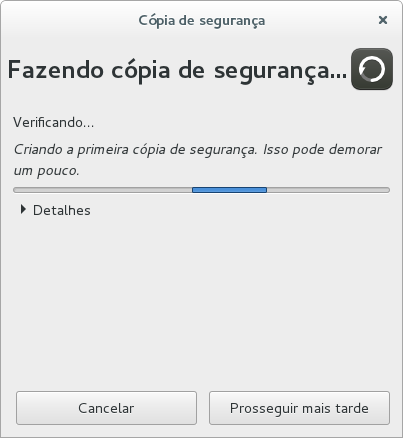 Cópia de segurança
Fazendo cópia de segurança...
Verificando...
Criando a primeira cópia de segurança. Isso pode demorar
um pouco.
Detalhes
Cancelar
Prosseguir mais tarde